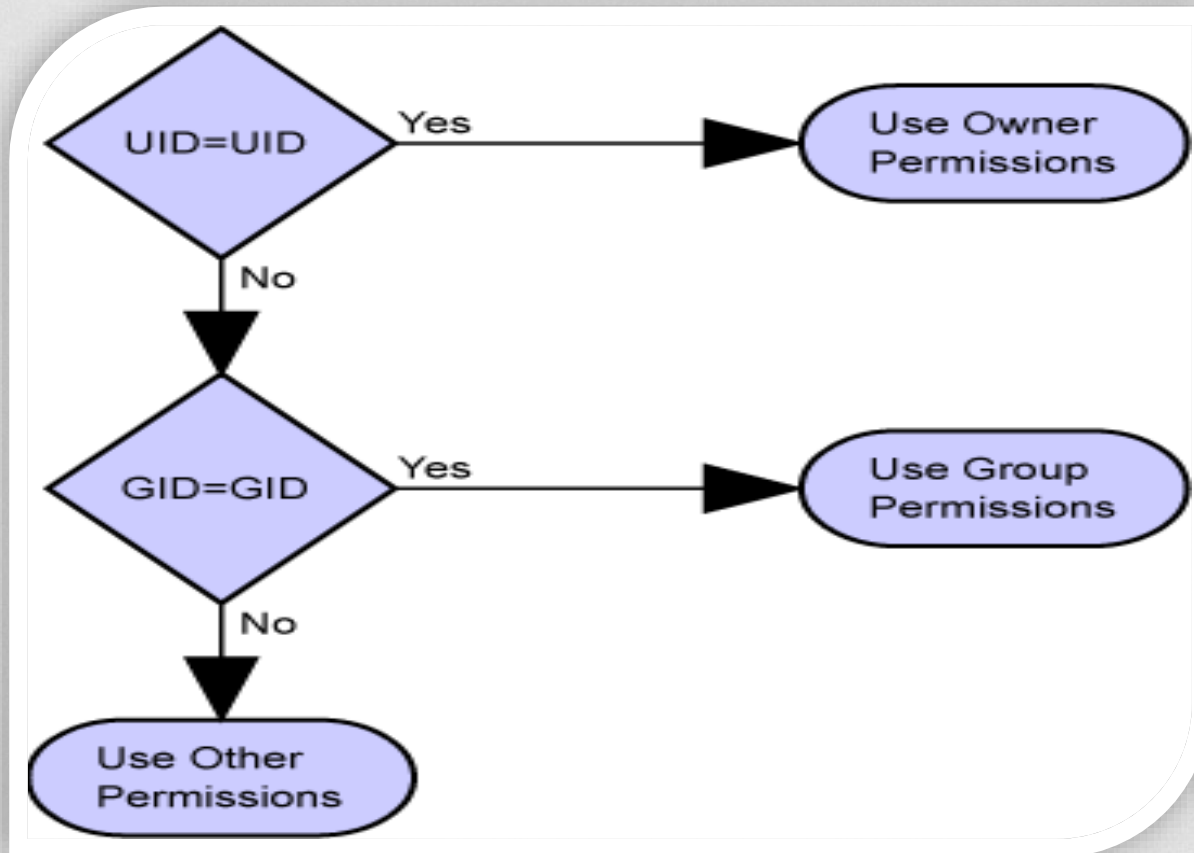 UID=UID
Yes
Use Owner
Permissions
No
GID=GID
Yes
Use Group
Permissions
No
Use Other
Permissions